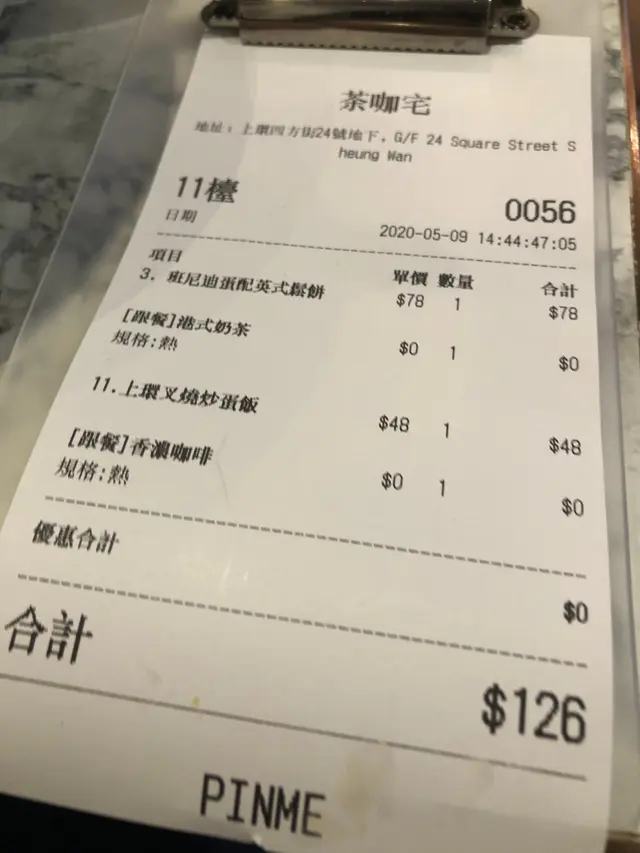 茶咖宅
地址：上環四方街24號地下，G/F 24 Square Street S
heung Wan
11檯 0056
日期 2020-05-09 14:44:47:05
項目 單價 數量 合計
3. 班尼迪蛋配英式鬆餅 $78 1 $78
[跟餐]港式奶茶 $0 1 $0
規格:熱
11.上環叉燒炒蛋飯 $48 1 $48
[跟餐]香濃咖啡 $0 1 $0
規格:熱
優惠合計 $0
合計 $126
PINME